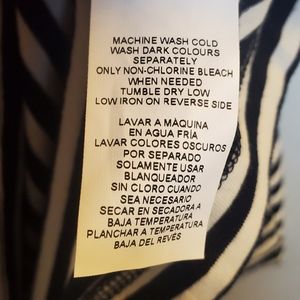 MACHINE WASH COLD
WASH DARK COLOURS
SEPARATELY
ONLY NON-CHLORINE BLEACH
WHEN NEEDED
TUMBLE DRY LOW
LOW IRON ON REVERSE SIDE
LAVAR A MÁQUINA
EN AGUA FRÍA
LAVAR COLORES OSCUROS
POR SEPARADO
SOLAMENTE USAR
BLANQUEADOR
SIN CLORO CUANDO
SEA NECESARIO
SECAR EN SECADORA A
BAJA TEMPERATURA
PLANCHAR A TEMPERATURA
BAJA DEL REVÉS